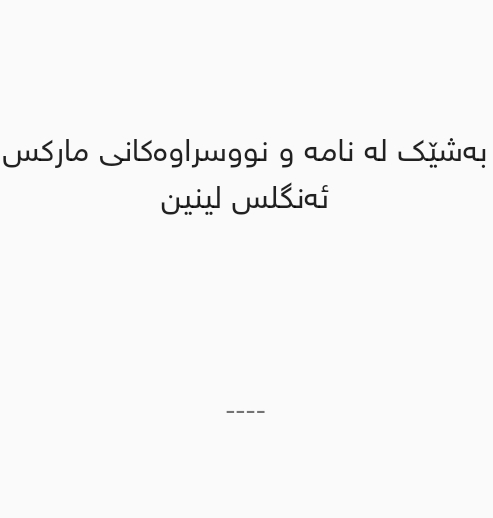 بەشێک لە نامە و نووسراوەکانی مارکس
ئەنگلس لینین
----